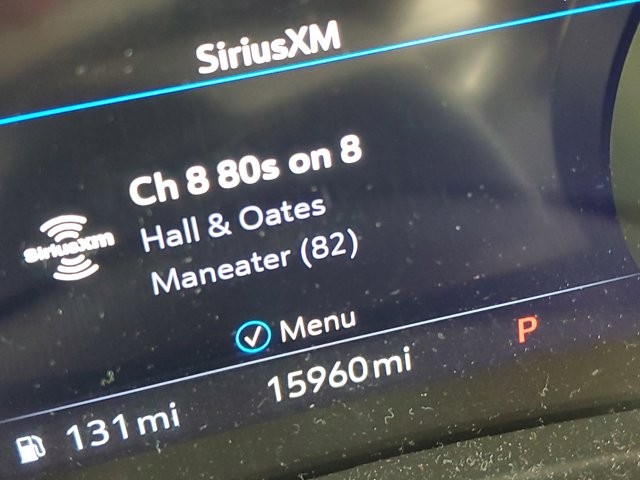 SiriusXM
Ch 8 80s on 8
Hall & Oates
SiriusXM
Maneater (82)
Menu
P
15960 mi
131 mi